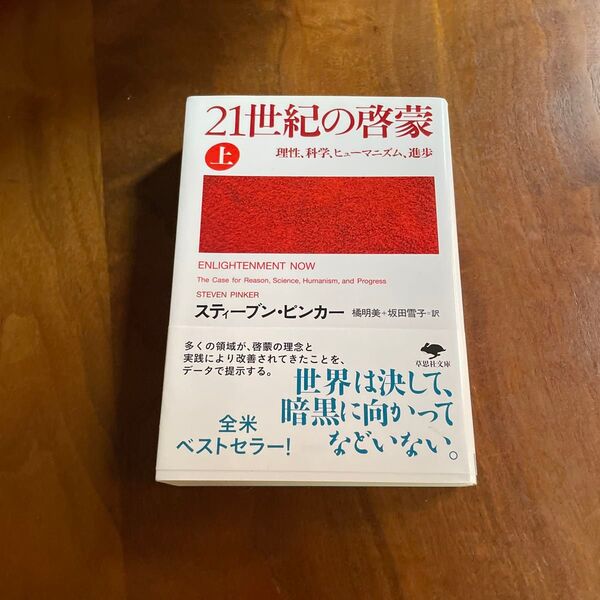 21世紀の啓蒙
上
理性、科学、ヒューマニズム、進歩
ENLIGHTENMENT NOW
The Case for Reason, Science, Humanism, and Progress
STEVEN PINKER
スティーブン・ピンカー 橘明美+坂田雪子=訳
草思社文庫
多くの領域が、啓蒙の理念と
実践により改善されてきたことを、
データで提示する。
世界は決して、
暗黒に向かって
などいない。
全米
ベストセラー!